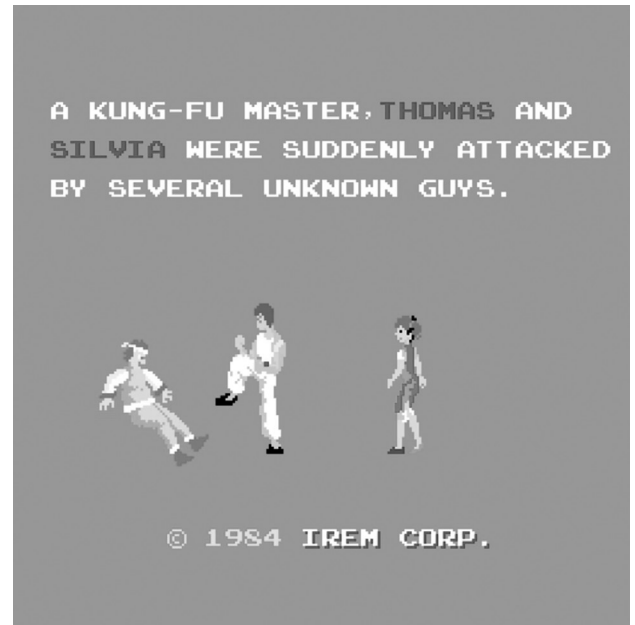 A KUNG-FU MASTER,THOMAS AND
SILVIA WERE SUDDENLY ATTACKED
BY SEVERAL UNKNOWN GUYS.
© 1984 IREM CORP.